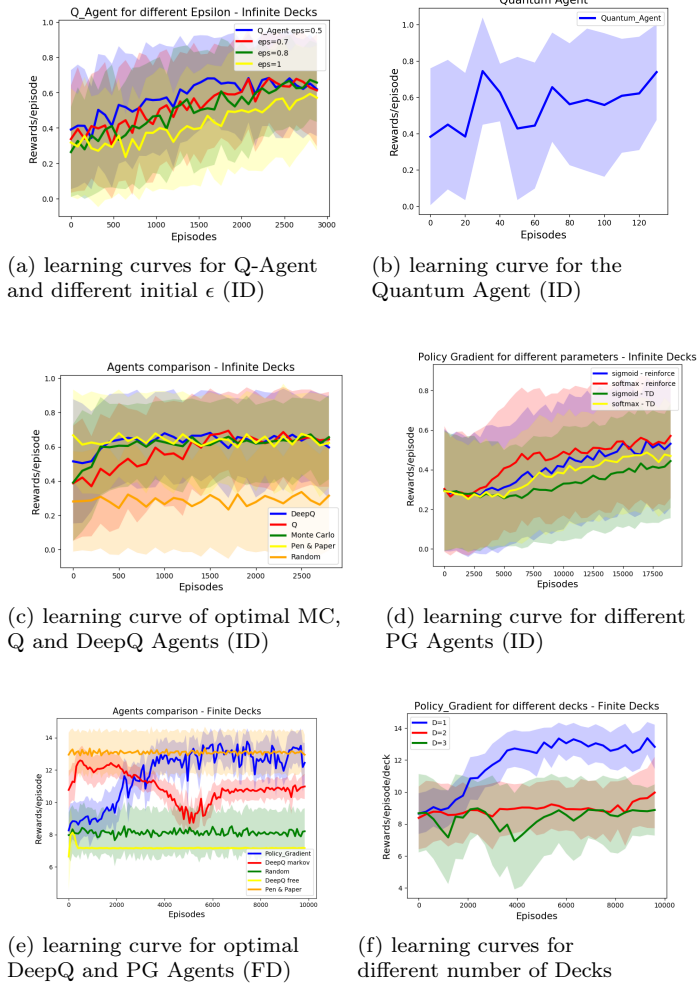 Q_Agent for different Epsilon - Infinite Decks
Q_Agent eps=0.5
eps=0.7
eps=0.8
eps=1
Rewards/episode
1.0
0.8
0.6
0.4
0.2
0.0
0
500
1000
1500
2000
2500
3000
Episodes
(a) learning curves for Q-Agent
and different initial ϵ (ID)
Quantum Agent
Quantum_Agent
Rewards/episode
1.0
0.8
0.6
0.4
0.2
0.0
0
20
40
60
80
100
120
Episodes
(b) learning curve for the
Quantum Agent (ID)
Agents comparison - Infinite Decks
Rewards/episode
1.0
0.8
0.6
0.4
0.2
0.0
DeepQ
Q
Monte Carlo
Pen & Paper
Random
0
500
1000
1500
2000
2500
Episodes
(c) learning curve of optimal MC,
Q and DeepQ Agents (ID)
Policy Gradient for different parameters - Infinite Decks
sigmoid - reinforce
softmax - reinforce
sigmoid - TD
softmax - TD
Rewards/episode
0.8
0.6
0.4
0.2
0.0
0
2500
5000
7500
10000
12500
15000
17500
Episodes
(d) learning curve for different
PG Agents (ID)
Agents comparison - Finite Decks
Rewards/episode
14
12
10
8
6
Policy_Gradient
DeepQ markov
Random
DeepQ free
Pen & Paper
0
2000
4000
6000
8000
10000
Episodes
(e) learning curve for optimal
DeepQ and PG Agents (FD)
Policy_Gradient for different decks - Finite Decks
D=1
D=2
D=3
Rewards/episode/deck
14
12
10
8
6
4
0
2000
4000
6000
8000
10000
Episodes
(f) learning curves for
different number of Decks